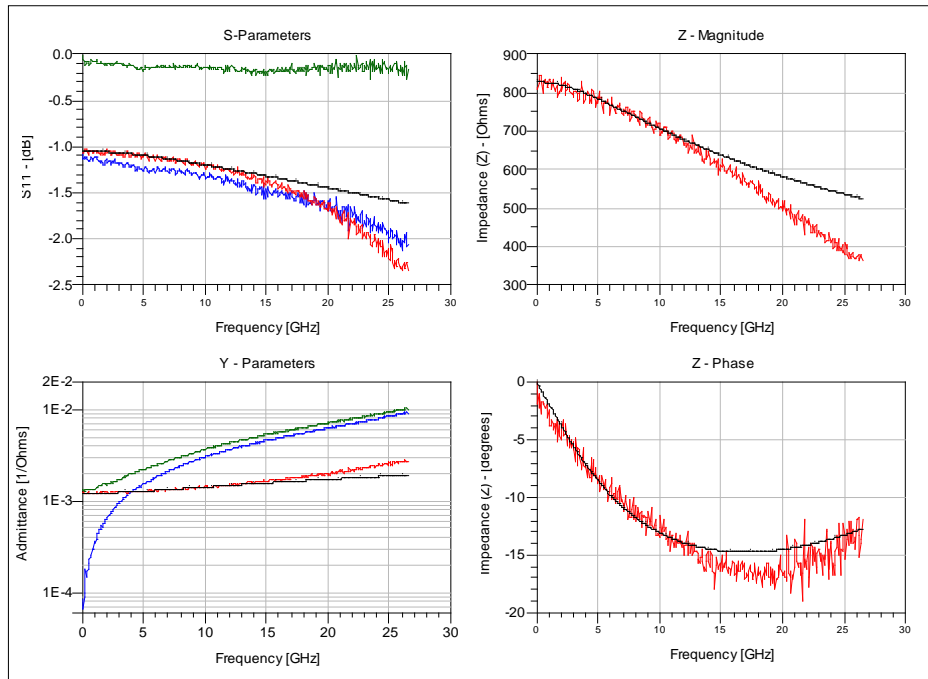 S-Parameters
0.0
-0.5
-1.0
-1.5
-2.0
-2.5
0 5 10 15 20 25 30
S11 - [dB]
Frequency [GHz]
Z - Magnitude
900
800
700
600
500
400
300
0 5 10 15 20 25 30
Impedance (Z) - [Ohms]
Frequency [GHz]
Y - Parameters
2E-2
1E-2
1E-3
1E-4
0 5 10 15 20 25 30
Admittance [1/Ohms]
Frequency [GHz]
Z - Phase
0
-5
-10
-15
-20
0 5 10 15 20 25 30
Impedance (Z) - [degrees]
Frequency [GHz]